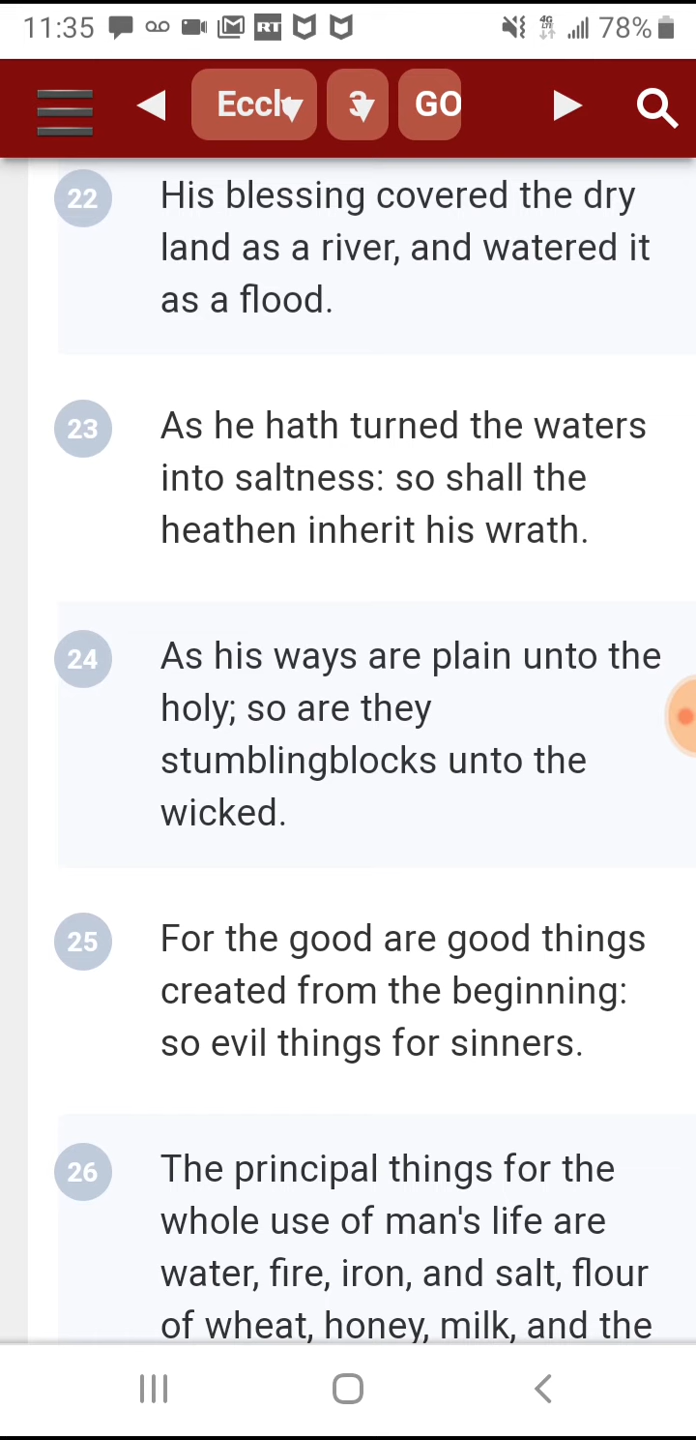 11:35 RT 4G LTE 78%
Eccl 3 GO
22 His blessing covered the dry
land as a river, and watered it
as a flood.
23 As he hath turned the waters
into saltness: so shall the
heathen inherit his wrath.
24 As his ways are plain unto the
holy; so are they
stumblingblocks unto the
wicked.
25 For the good are good things
created from the beginning:
so evil things for sinners.
26 The principal things for the
whole use of man's life are
water, fire, iron, and salt, flour
of wheat, honey, milk, and the